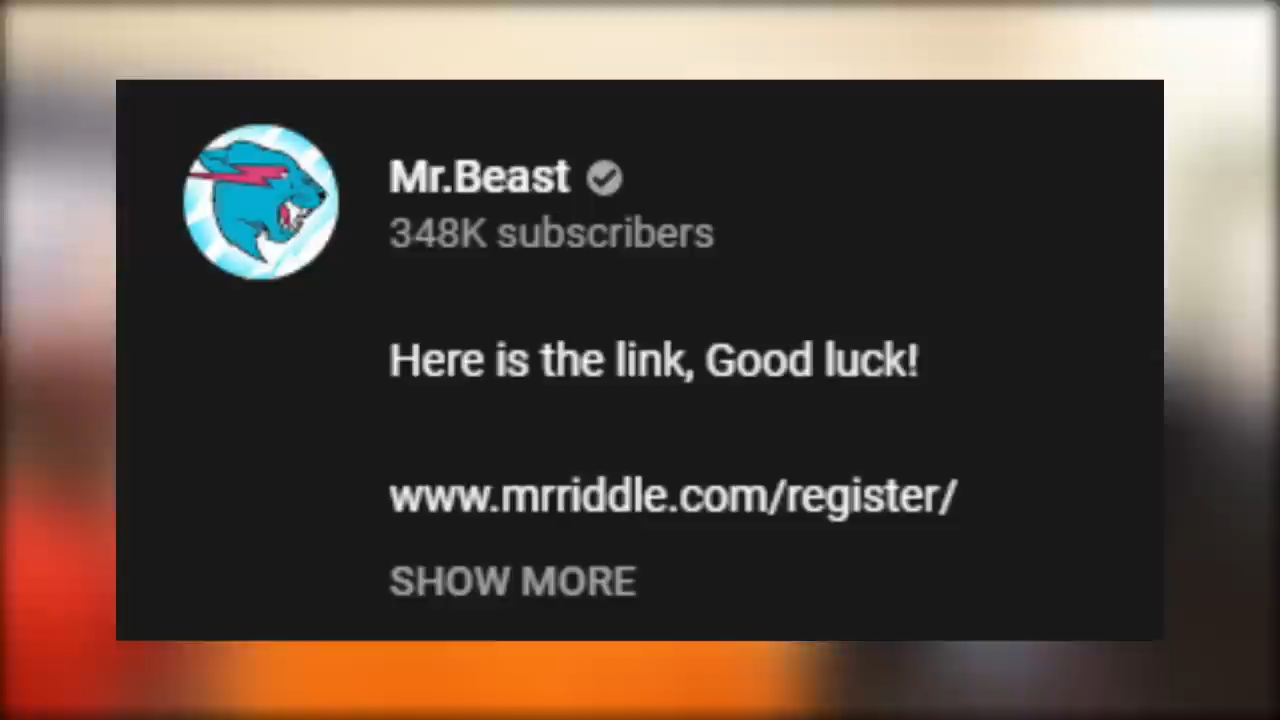 Mr.Beast
348K subscribers
Here is the link, Good luck!
www.mrriddle.com/register/
SHOW MORE